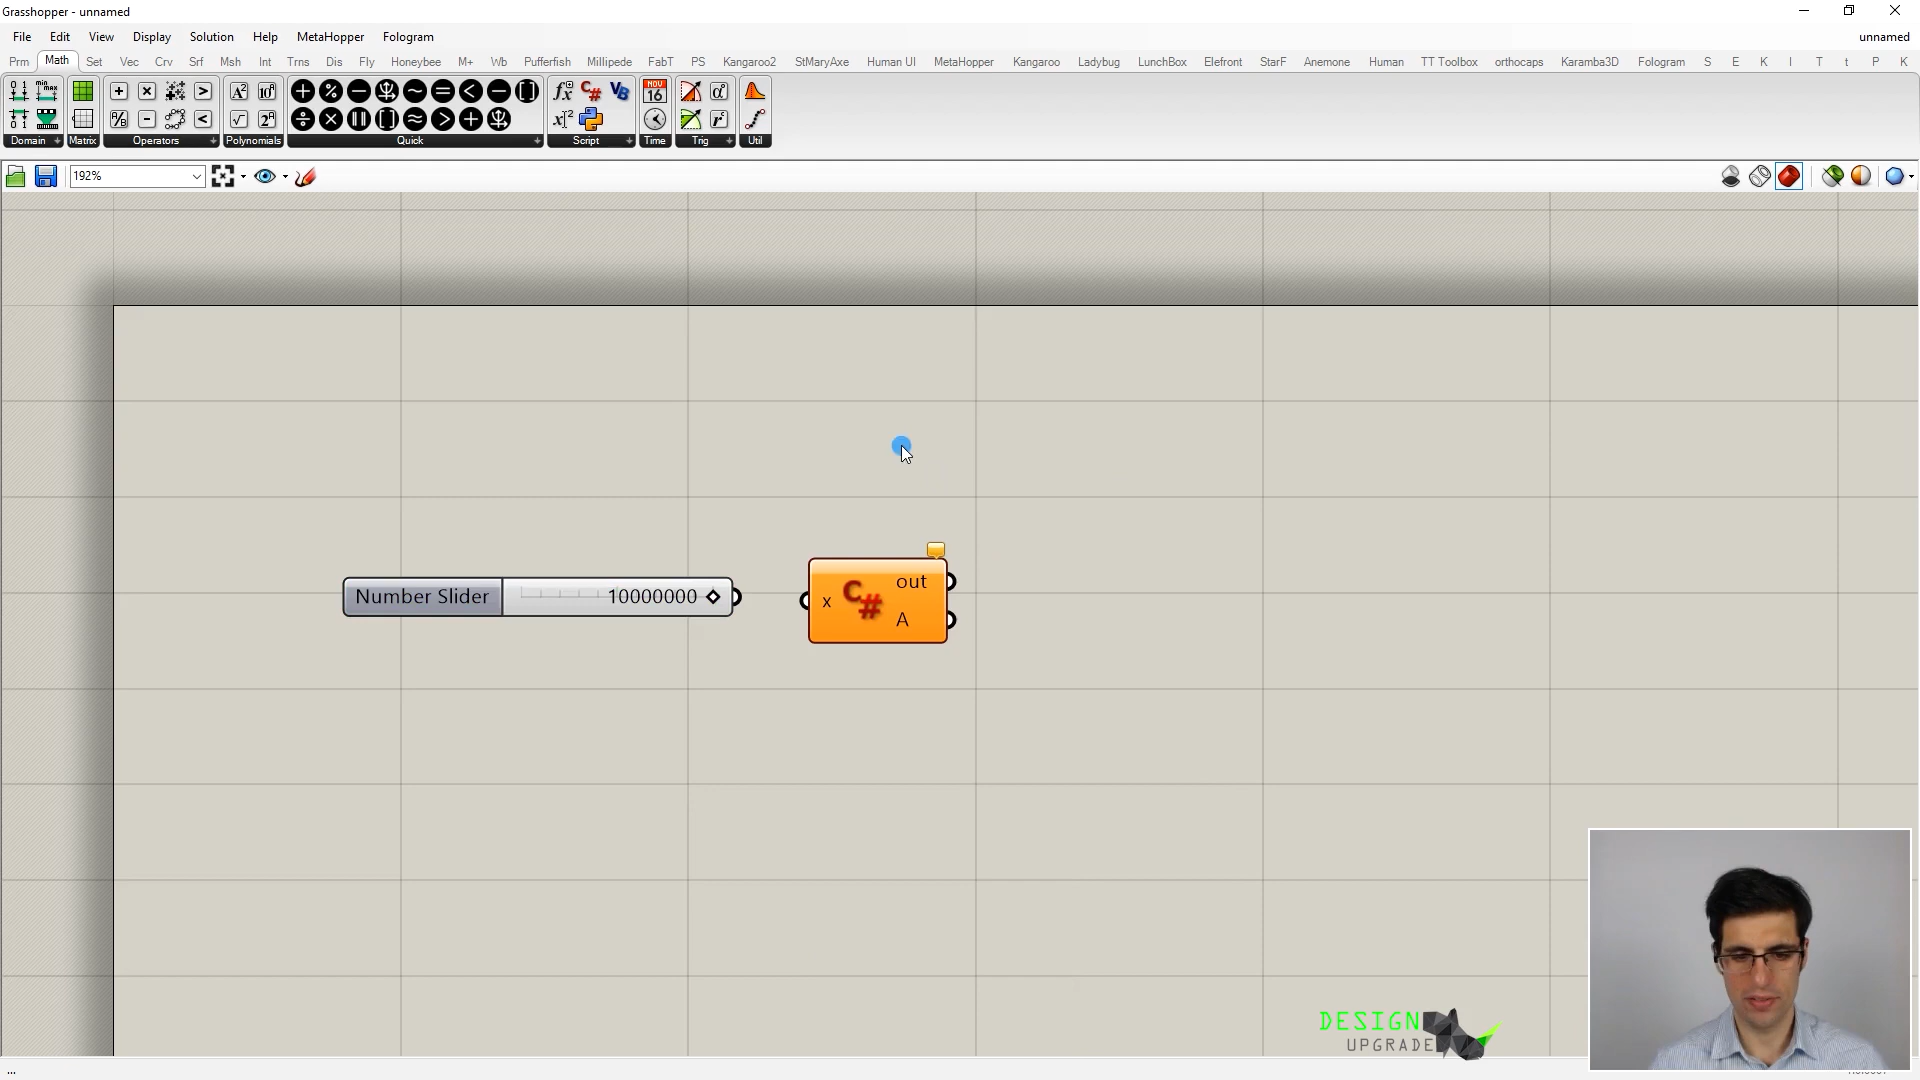 Grasshopper - unnamed
File Edit View Display Solution Help MetaHopper Fologram unnamed
Prm Math Set Vec Crv Srf Msh Int Trns Dis Fly Honeybee M+ Wb Pufferfish Millipede FabT PS Kangaroo2 StMaryAxe Human UI MetaHopper Kangaroo Ladybug LunchBox Elefront StarF Anemone Human TT Toolbox orthocaps Karamba3D Fologram S E K I T t P K
Domain Matrix Operators Polynomials Quick Script Time Trig Util
NOV
16
192%
Number Slider 10000000
x C# out
A
DESIGN
UPGRADE
...